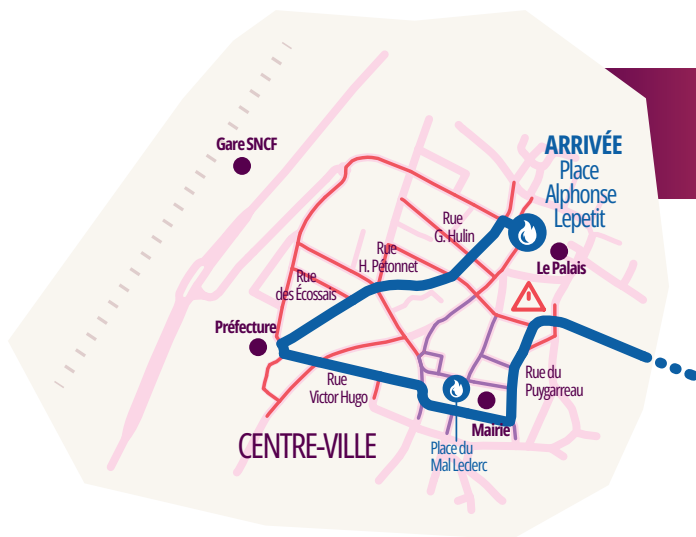 Gare SNCF
ARRIVÉE
Place
Alphonse
Lepetit
Rue
G. Hulin
Rue
H. Pétonnet
Le Palais
Rue
des Écossais
Préfecture
Rue
Victor Hugo
Rue du
Puygarreau
Mairie
CENTRE-VILLE
Place du
Mal Leclerc